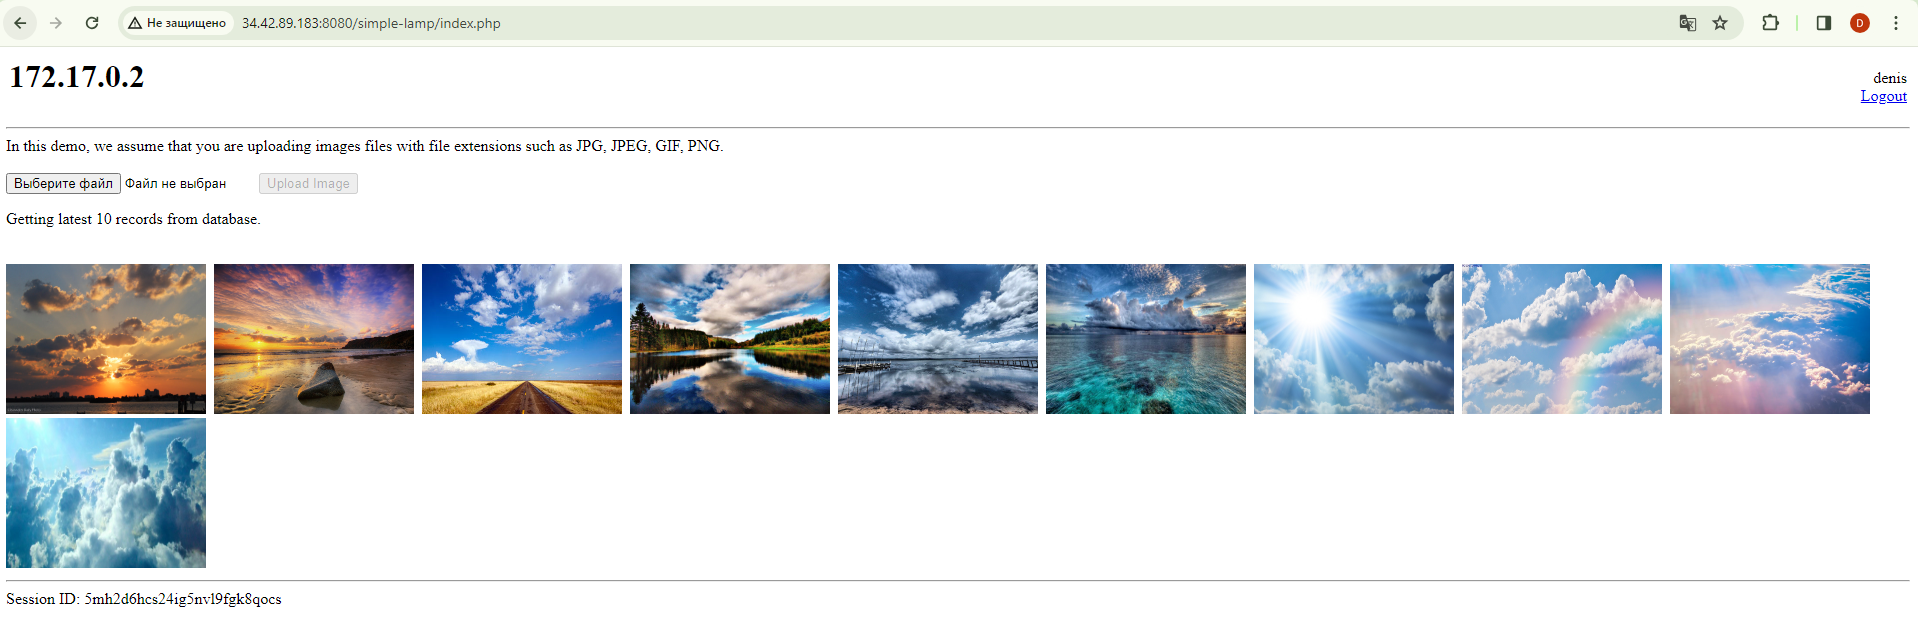 Не защищено 34.42.89.183:8080/simple-lamp/index.php D
172.17.0.2
denis
Logout
In this demo, we assume that you are uploading images files with file extensions such as JPG, JPEG, GIF, PNG.
Выберите файл Файл не выбран Upload Image
Getting latest 10 records from database.
Session ID: 5mh2d6hcs24ig5nvl9fgk8qocs